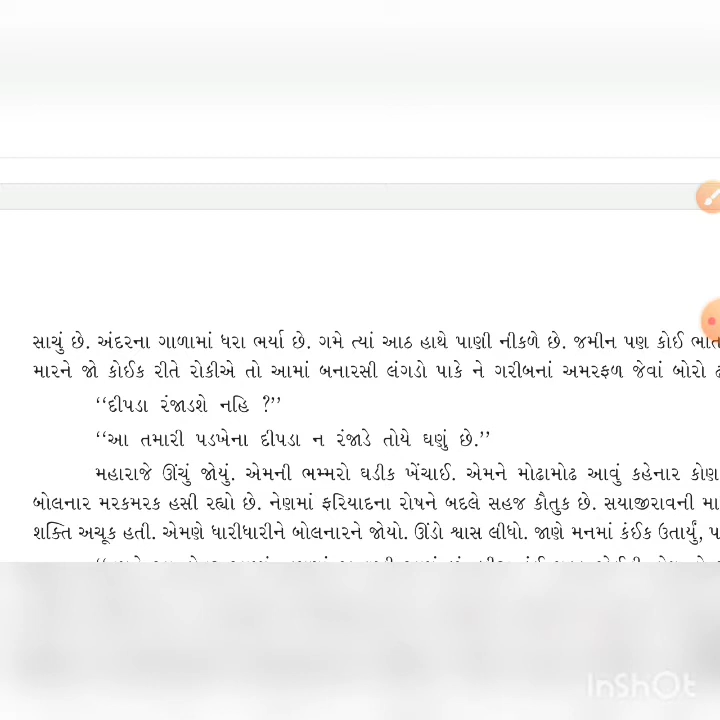 સાચું છે. અંદરના ગાળામાં ધરા ભર્યા છે. ગમે ત્યાં આઠ હાથે પાણી નીકળે છે. જમીન પણ કોઈ
મારને જો કોઈક રીતે રોકીએ તો આમાં બનારસી લંગડો પાકે ને ગરીબનાં અમરફળ જેવાં બોરો
‘‘દીપડા રંજાડશે નહિ ?’’
‘‘આ તમારી પડખેના દીપડા ન રંજાડે તોયે ઘણું છે.’’
મહારાજે ઊંચું જોયું. એમની ભમ્મરો ઘડીક ખેંચાઈ. એમને મોઢામોઢ આવું કહેનાર કોણ
બોલનાર મરકમરક હસી રહ્યો છે. નેણમાં ફરિયાદના રોષને બદલે સહજ કૌતુક છે. સયાજીરાવની
શક્તિ અચૂક હતી. એમણે ધારીધારીને બોલનારને જોયો. ઊંડો શ્વાસ લીધો. જાણે મનમાં કંઈક ઉતાર્યું,
InShOt